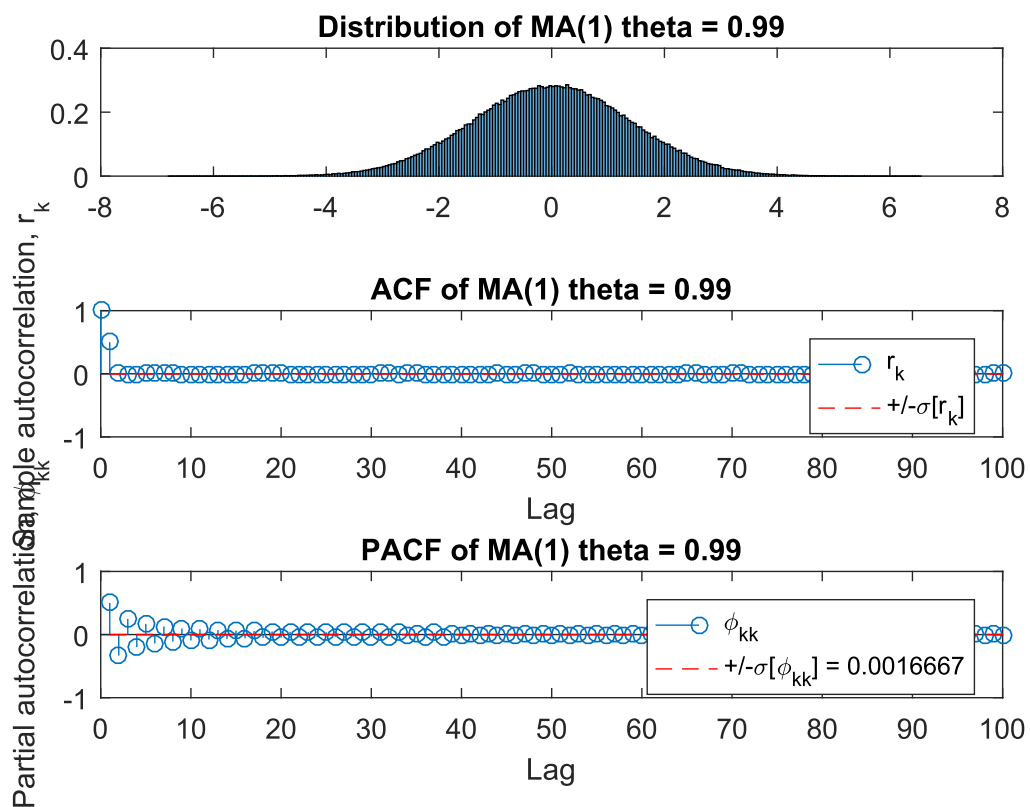 Distribution of MA(1) theta = 0.99
0.4
0.2
0
-8 -6 -4 -2 0 2 4 6 8
ACF of MA(1) theta = 0.99
Sample autocorrelation, r_k
1
0
-1
r_k
+/-σ[r_k]
0 10 20 30 40 50 60 70 80 90 100
Lag
PACF of MA(1) theta = 0.99
Partial autocorrelation, ϕ_kk
1
0
-1
ϕ_kk
+/-σ[ϕ_kk] = 0.0016667
0 10 20 30 40 50 60 70 80 90 100
Lag